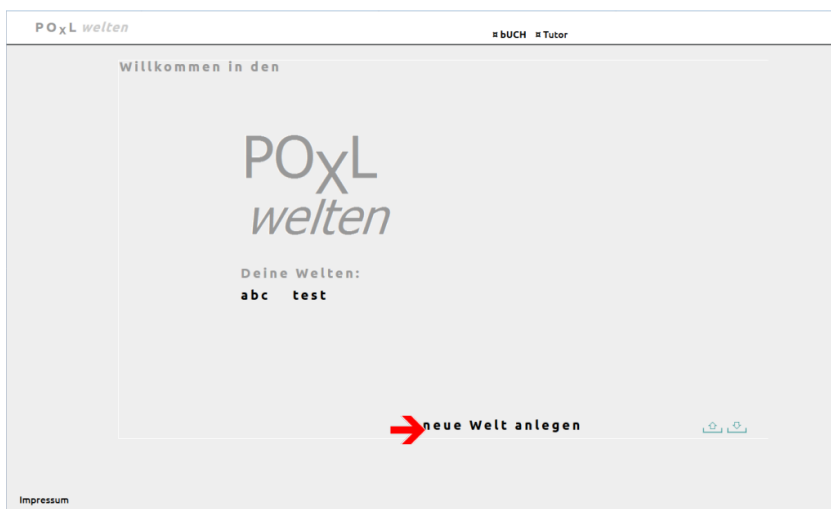 POXL welten
¤ bUCH ¤ Tutor
Willkommen in den
POXL
welten
Deine Welten:
abc test
neue Welt anlegen
Impressum